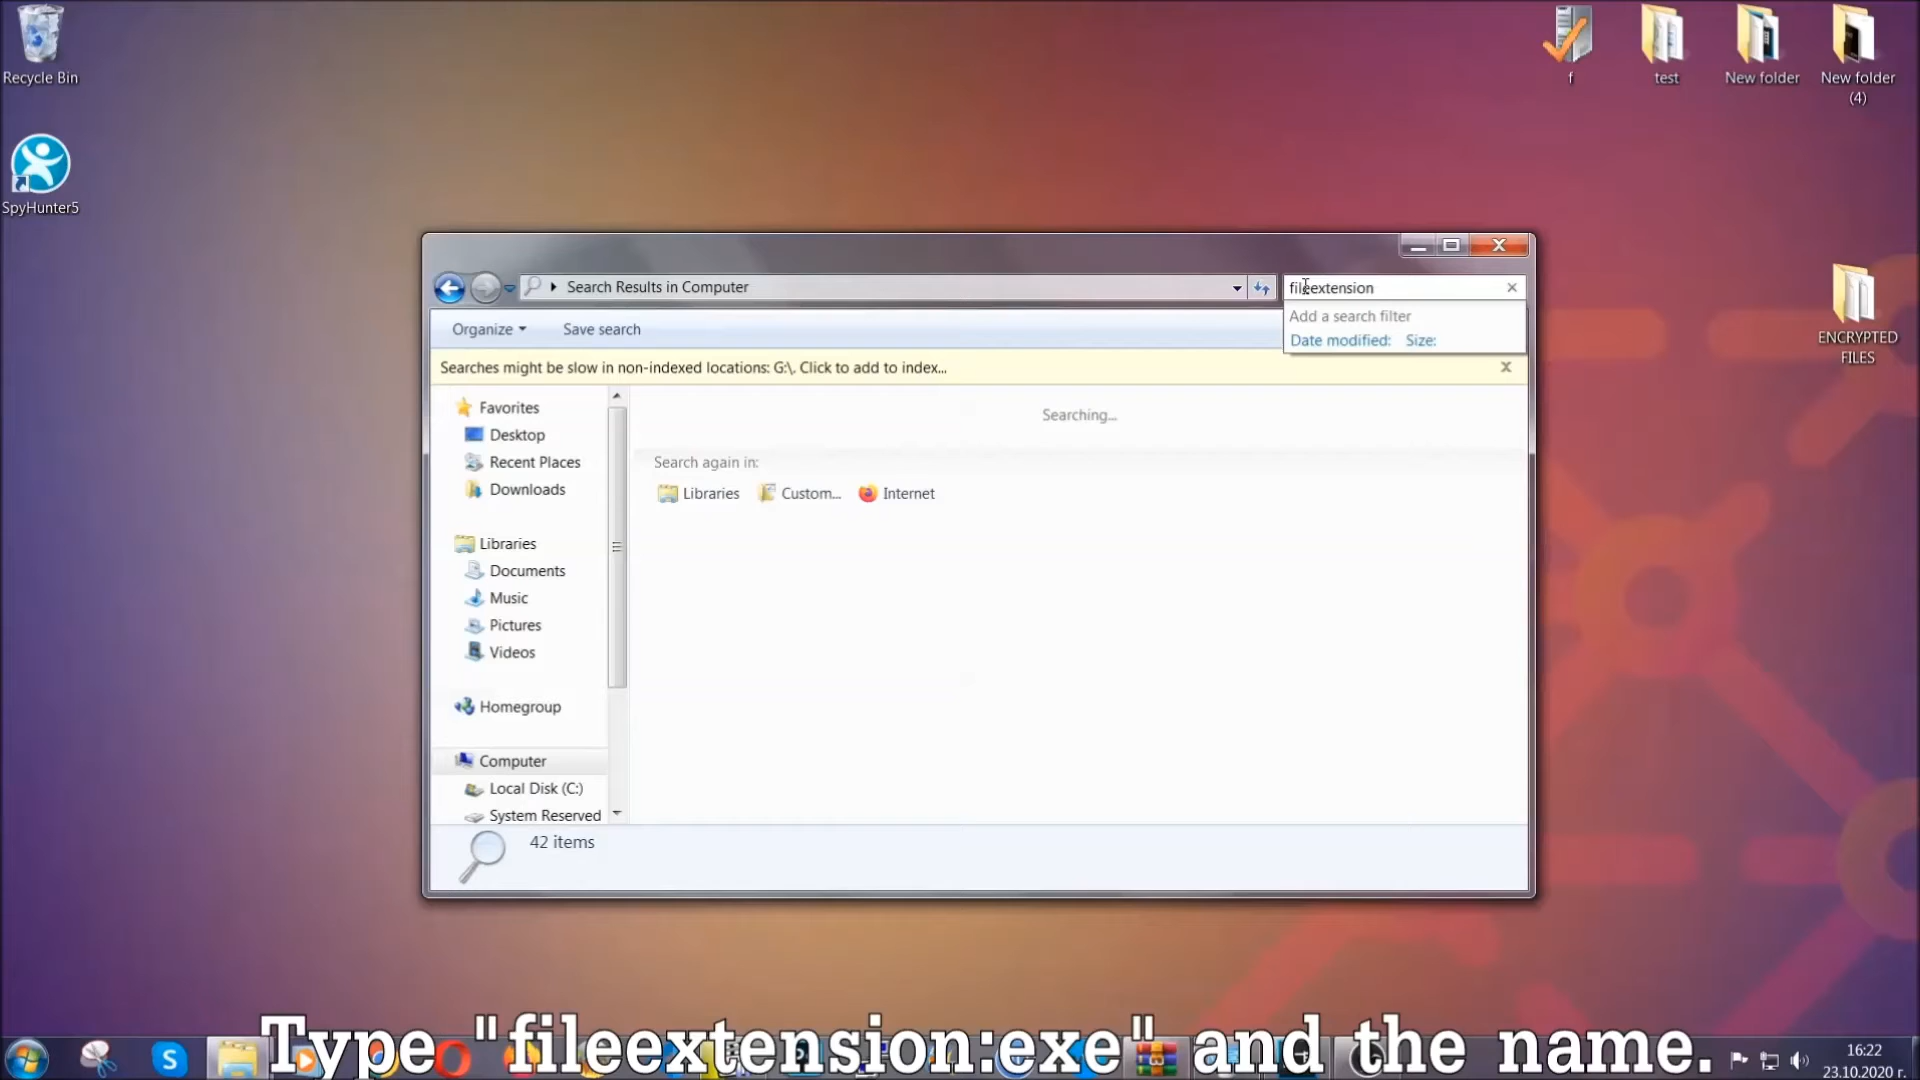 Recycle Bin
SpyHunter5
f
test
New folder
New folder
(4)
ENCRYPTED
FILES
Search Results in Computer
fileextension
Add a search filter
Date modified: Size:
Organize
Save search
Searches might be slow in non-indexed locations: G:\. Click to add to index...
Favorites
Desktop
Recent Places
Downloads
Libraries
Documents
Music
Pictures
Videos
Homegroup
Computer
Local Disk (C:)
System Reserved
Searching...
Search again in:
Libraries
Custom...
Internet
42 items
Type "fileextension:exe" and the name.
16:22
23.10.2020 г.